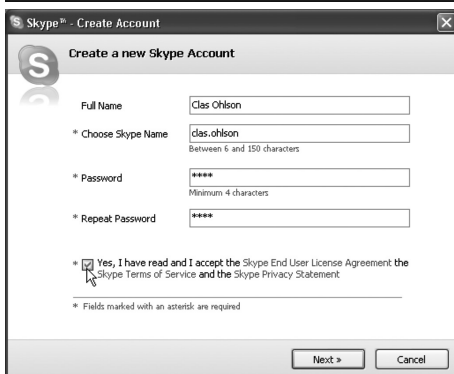 Skype™ - Create Account
Create a new Skype Account
Full Name
Clas Ohlson
* Choose Skype Name
clas.ohlson
Between 6 and 150 characters
* Password
****
Minimum 4 characters
* Repeat Password
****
* Yes, I have read and I accept the Skype End User License Agreement the
Skype Terms of Service and the Skype Privacy Statement
* Fields marked with an asterisk are required
Next »
Cancel